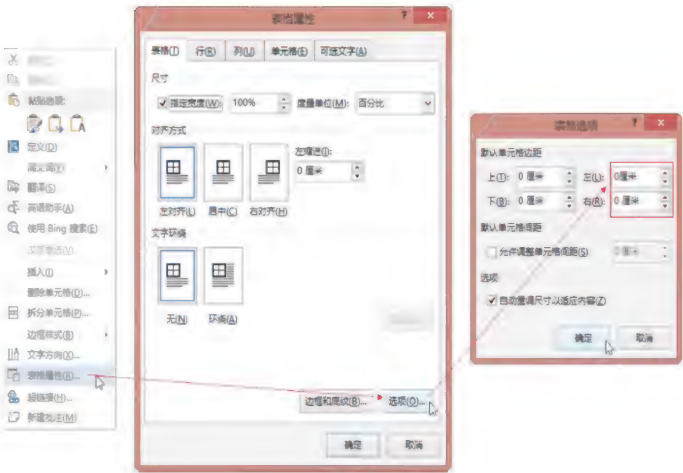 粘贴选项:
定义(D)
同义词(Y)
翻译(S)
英语助手(A)
使用 Bing 搜索(E)
插入(I)
删除单元格(D)...
拆分单元格(P)...
边框样式(B)
文字方向(X)...
表格属性(R)...
超链接(H)...
新建批注(M)
表格属性
?
×
表格(T)
行(R)
列(U)
单元格(E)
可选文字(A)
尺寸
指定宽度(W):
100%
度量单位(M):
百分比
对齐方式
左缩进(I):
0 厘米
左对齐(L)
居中(C)
右对齐(H)
文字环绕
无(N)
环绕(A)
边框和底纹(B)...
选项(O)...
确定
取消
表格选项
?
×
默认单元格边距
上(T):
0 厘米
左(L):
0厘米
下(B):
0 厘米
右(R):
0 厘米
默认单元格间距
允许调整单元格间距(S)
0 厘米
选项
自动重调尺寸以适应内容(Z)
确定
取消